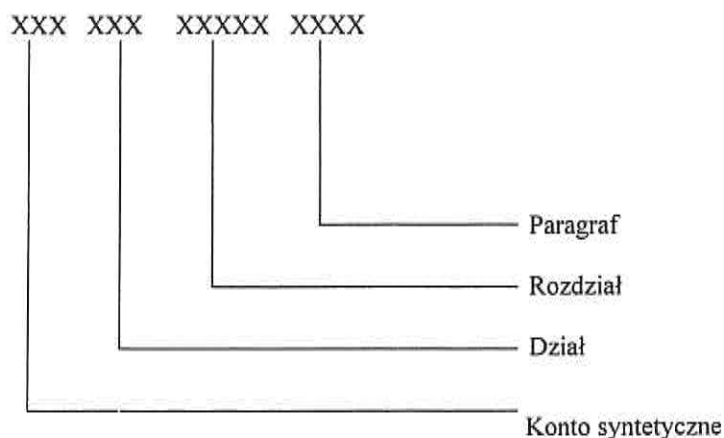 XXX XXX XXXXX XXXX
Paragraf
Rozdział
Dział
Konto syntetyczne